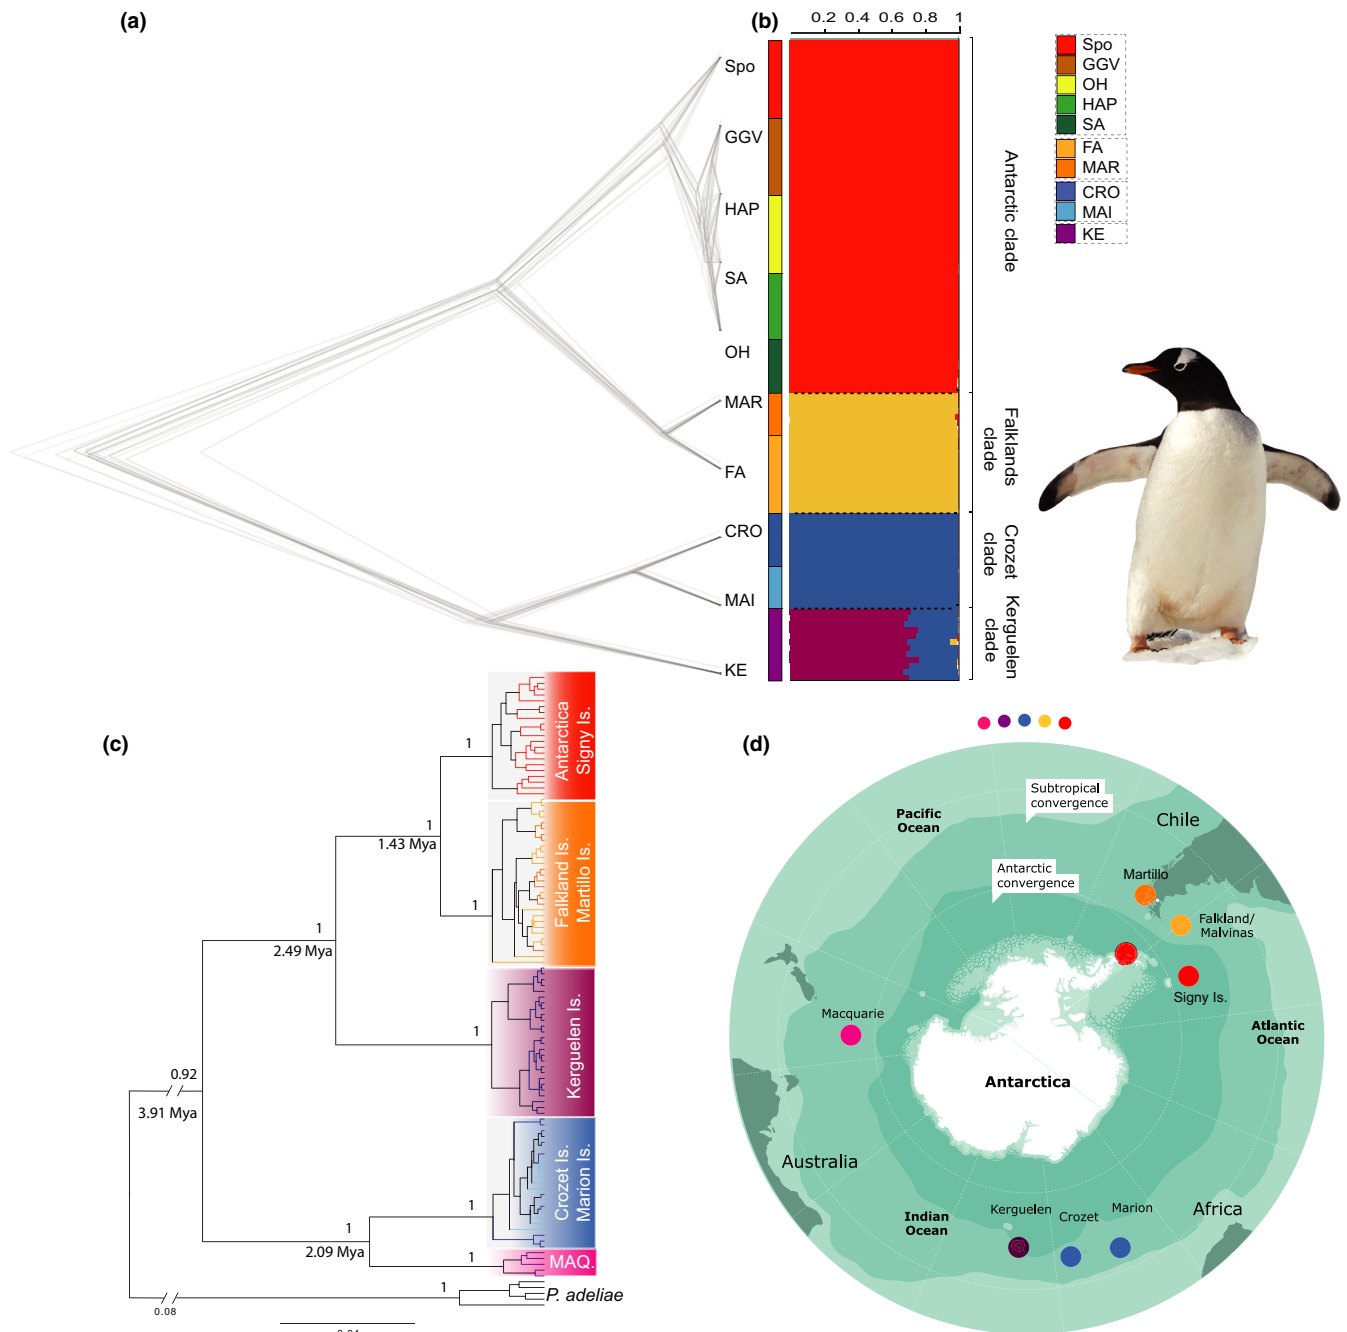 (a)
(b)
0.2 0.4 0.6 0.8 1
Spo
GGV
HAP
SA
OH
MAR
FA
CRO
MAI
KE
Antarctic clade
Falklands
clade
Crozet
clade
Kerguelen
clade
Spo
GGV
OH
HAP
SA
FA
MAR
CRO
MAI
KE
(c)
1
1
1.43 Mya
1
1
2.49 Mya
1
0.92
3.91 Mya
1
1
2.09 Mya
1
1
0.08
Antarctica
Signy Is.
Falkland Is.
Martillo Is.
Kerguelen Is.
Crozet Is.
Marion Is.
MAQ.
P. adeliae
(d)
Subtropical
convergence
Pacific
Ocean
Chile
Antarctic
convergence
Martillo
Falkland/
Malvinas
Signy Is.
Macquarie
Atlantic
Ocean
Antarctica
Australia
Kerguelen
Crozet
Marion
Africa
Indian
Ocean